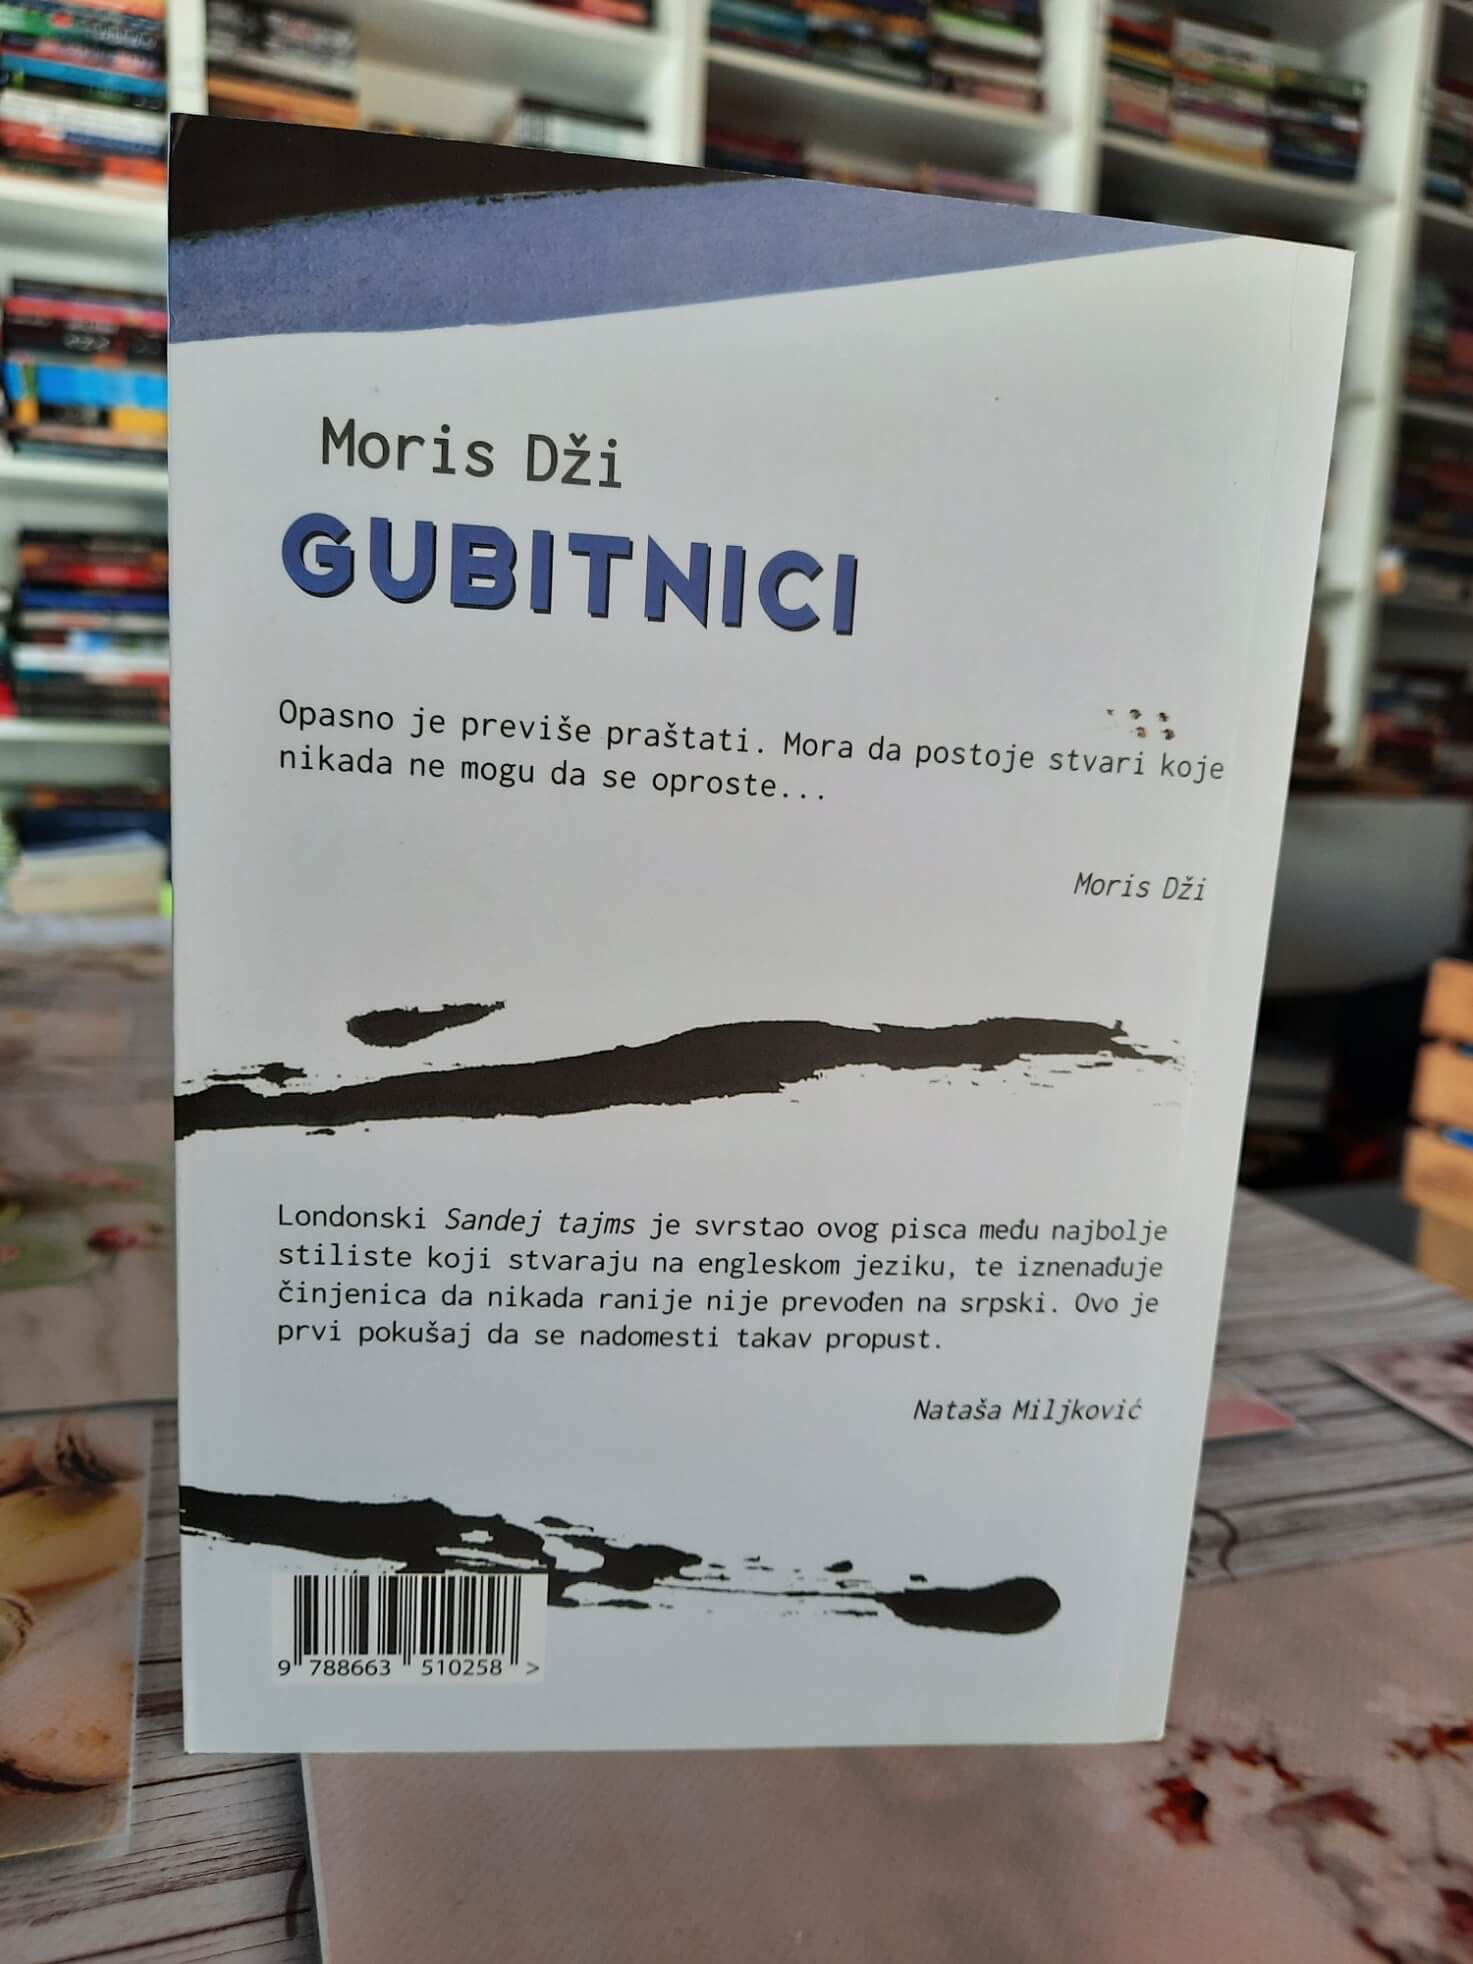 Moris Dži
GUBITNICI
Opasno je previše praštati. Mora da postoje stvari koje
nikada ne mogu da se oproste...
Moris Dži
Londonski Sandej tajms je svrstao ovog pisca među najbolje
stiliste koji stvaraju na engleskom jeziku, te iznenađuje
činjenica da nikada ranije nije prevođen na srpski. Ovo je
prvi pokušaj da se nadomesti takav propust.
Nataša Miljković
9 788663 510258 >